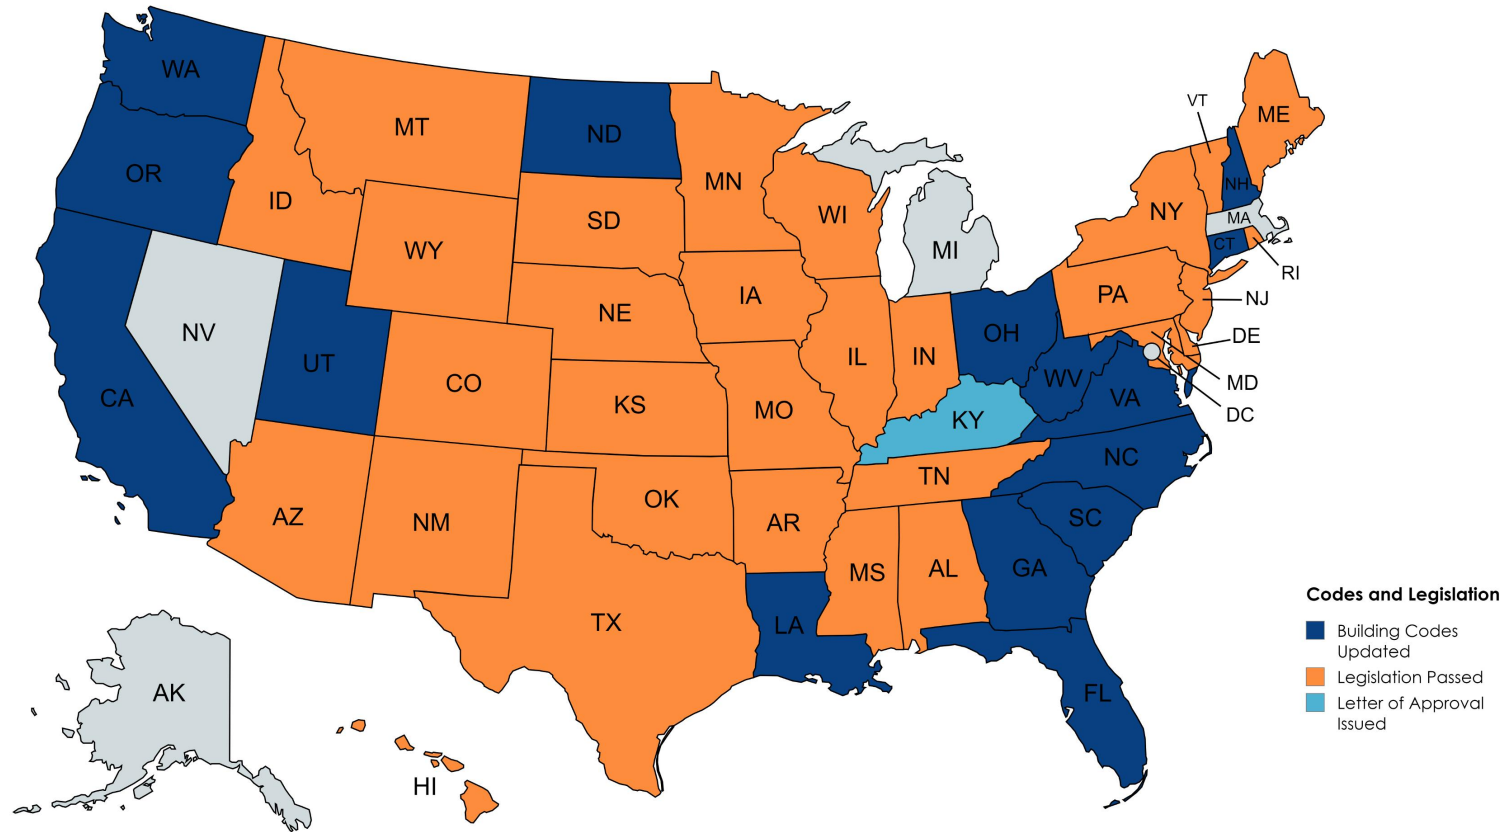 WA
MT
ND
OR
ID
MN
WI
SD
WY
MI
NV
NE
IA
UT
CO
CA
KS
MO
IL
IN
OH
KY
WV
VA
PA
NY
VT
ME
NH
MA
CT
RI
NJ
DE
MD
DC
NC
TN
SC
AZ
NM
OK
AR
MS
AL
GA
TX
LA
FL
AK
HI
Codes and Legislation
Building Codes
Updated
Legislation Passed
Letter of Approval
Issued